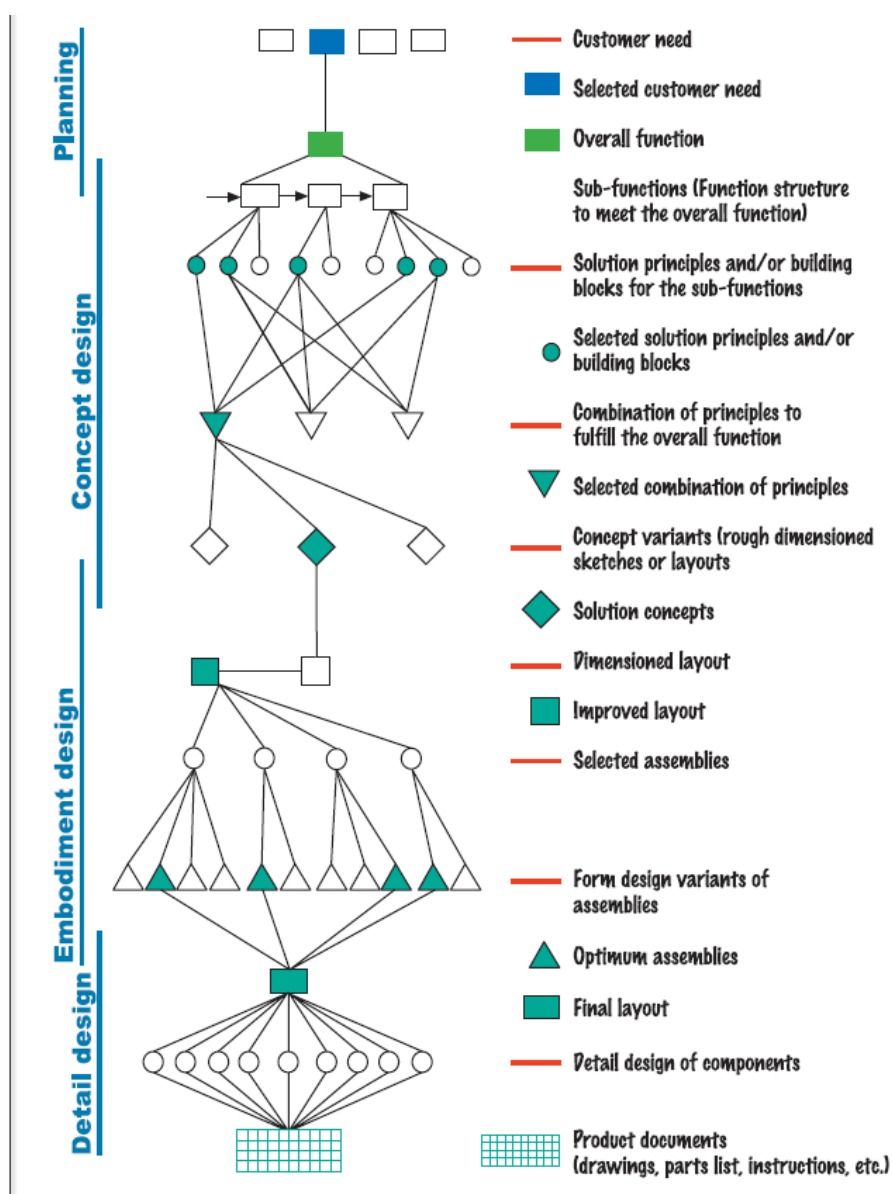 Planning
Concept design
Embodiment design
Detail design
Customer need
Selected customer need
Overall function
Sub-functions (Function structure
to meet the overall function)
Solution principles and/or building
blocks for the sub-functions
Selected solution principles and/or
building blocks
Combination of principles to
fulfill the overall function
Selected combination of principles
Concept variants (rough dimensioned
sketches or layouts
Solution concepts
Dimensioned layout
Improved layout
Selected assemblies
Form design variants of
assemblies
Optimum assemblies
Final layout
Detail design of components
Product documents
(drawings, parts list, instructions, etc.)